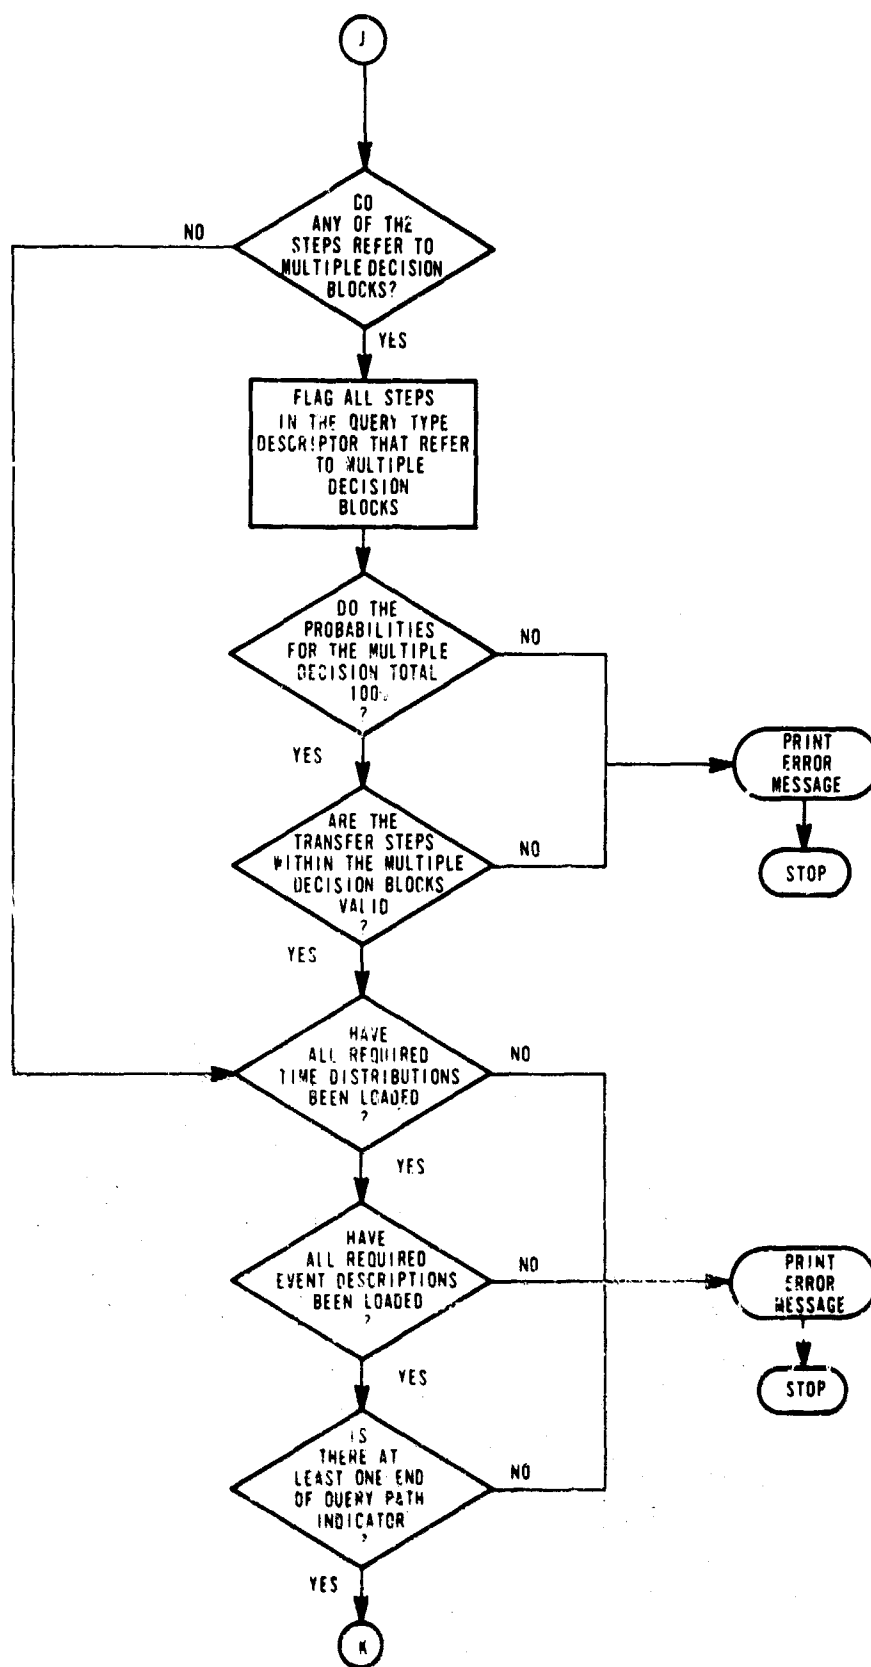 J
DO
ANY OF THE
STEPS REFER TO
MULTIPLE DECISION
BLOCKS?
NO
YES
FLAG ALL STEPS
IN THE QUERY TYPE
DESCRIPTOR THAT REFER
TO MULTIPLE
DECISION
BLOCKS
DO THE
PROBABILITIES
FOR THE MULTIPLE
DECISION TOTAL
100%
?
NO
YES
PRINT
ERROR
MESSAGE
STOP
ARE THE
TRANSFER STEPS
WITHIN THE MULTIPLE
DECISION BLOCKS
VALID
?
NO
YES
HAVE
ALL REQUIRED
TIME DISTRIBUTIONS
BEEN LOADED
?
NO
YES
HAVE
ALL REQUIRED
EVENT DESCRIPTIONS
BEEN LOADED
?
NO
YES
PRINT
ERROR
MESSAGE
STOP
IS
THERE AT
LEAST ONE END
OF QUERY PATH
INDICATOR
?
NO
YES
K